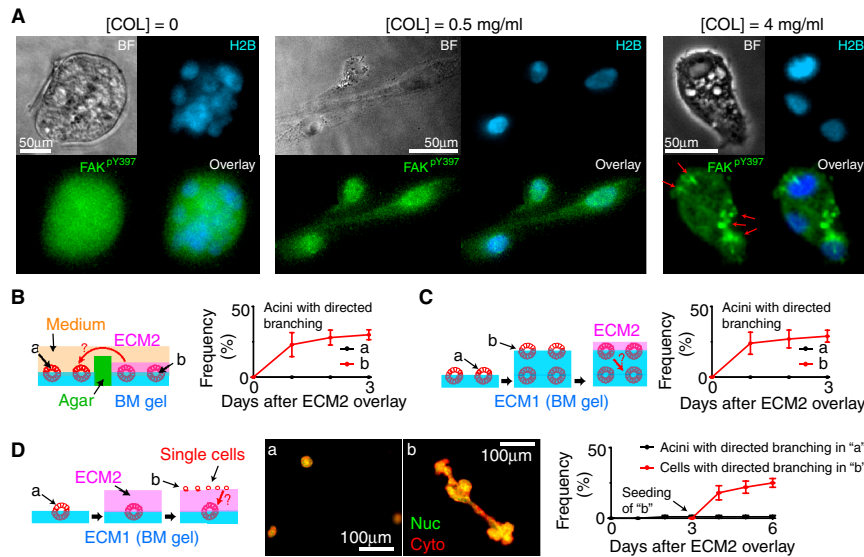 A
[COL] = 0
[COL] = 0.5 mg/ml
[COL] = 4 mg/ml
BF
H2B
50μm
FAK pY397
Overlay
BF
H2B
50μm
FAK pY397
Overlay
BF
H2B
50μm
FAK pY397
Overlay
B
Medium
a
?
ECM2
b
Agar
BM gel
Frequency (%)
50
0
Acini with directed branching
a
b
0
3
Days after ECM2 overlay
C
a
b
ECM2
?
ECM1 (BM gel)
Frequency (%)
50
0
Acini with directed branching
a
b
0
3
Days after ECM2 overlay
D
a
ECM2
b
Single cells
?
ECM1 (BM gel)
a
100μm
b
100μm
Nuc
Cyto
Acini with directed branching in "a"
Cells with directed branching in "b"
Frequency (%)
50
0
Seeding of "b"
0
3
6
Days after ECM2 overlay